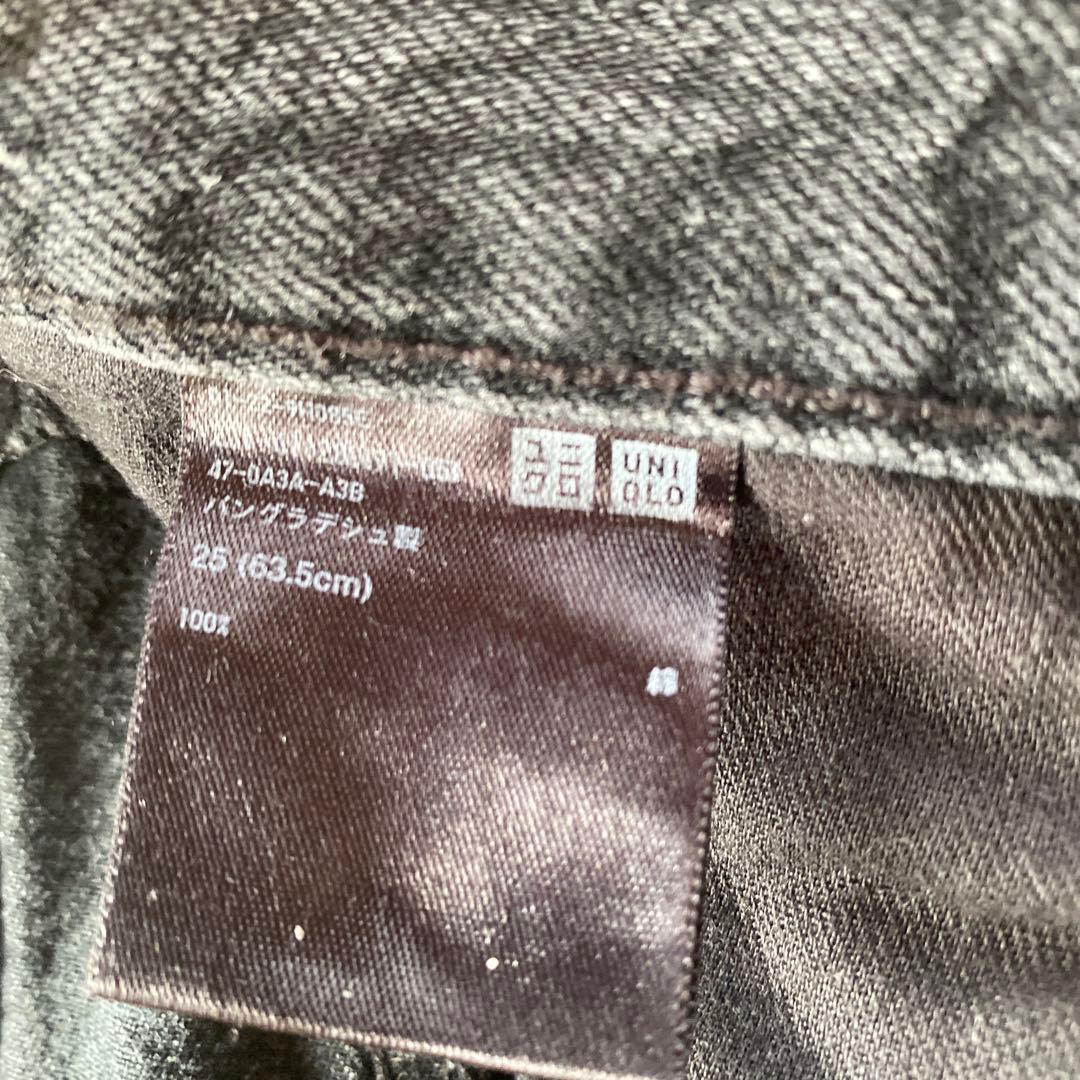 ユニ
クロ
UNI
QLO
47-0A3A-A3B
バングラデシュ製
25 (63.5cm)
100%
綿